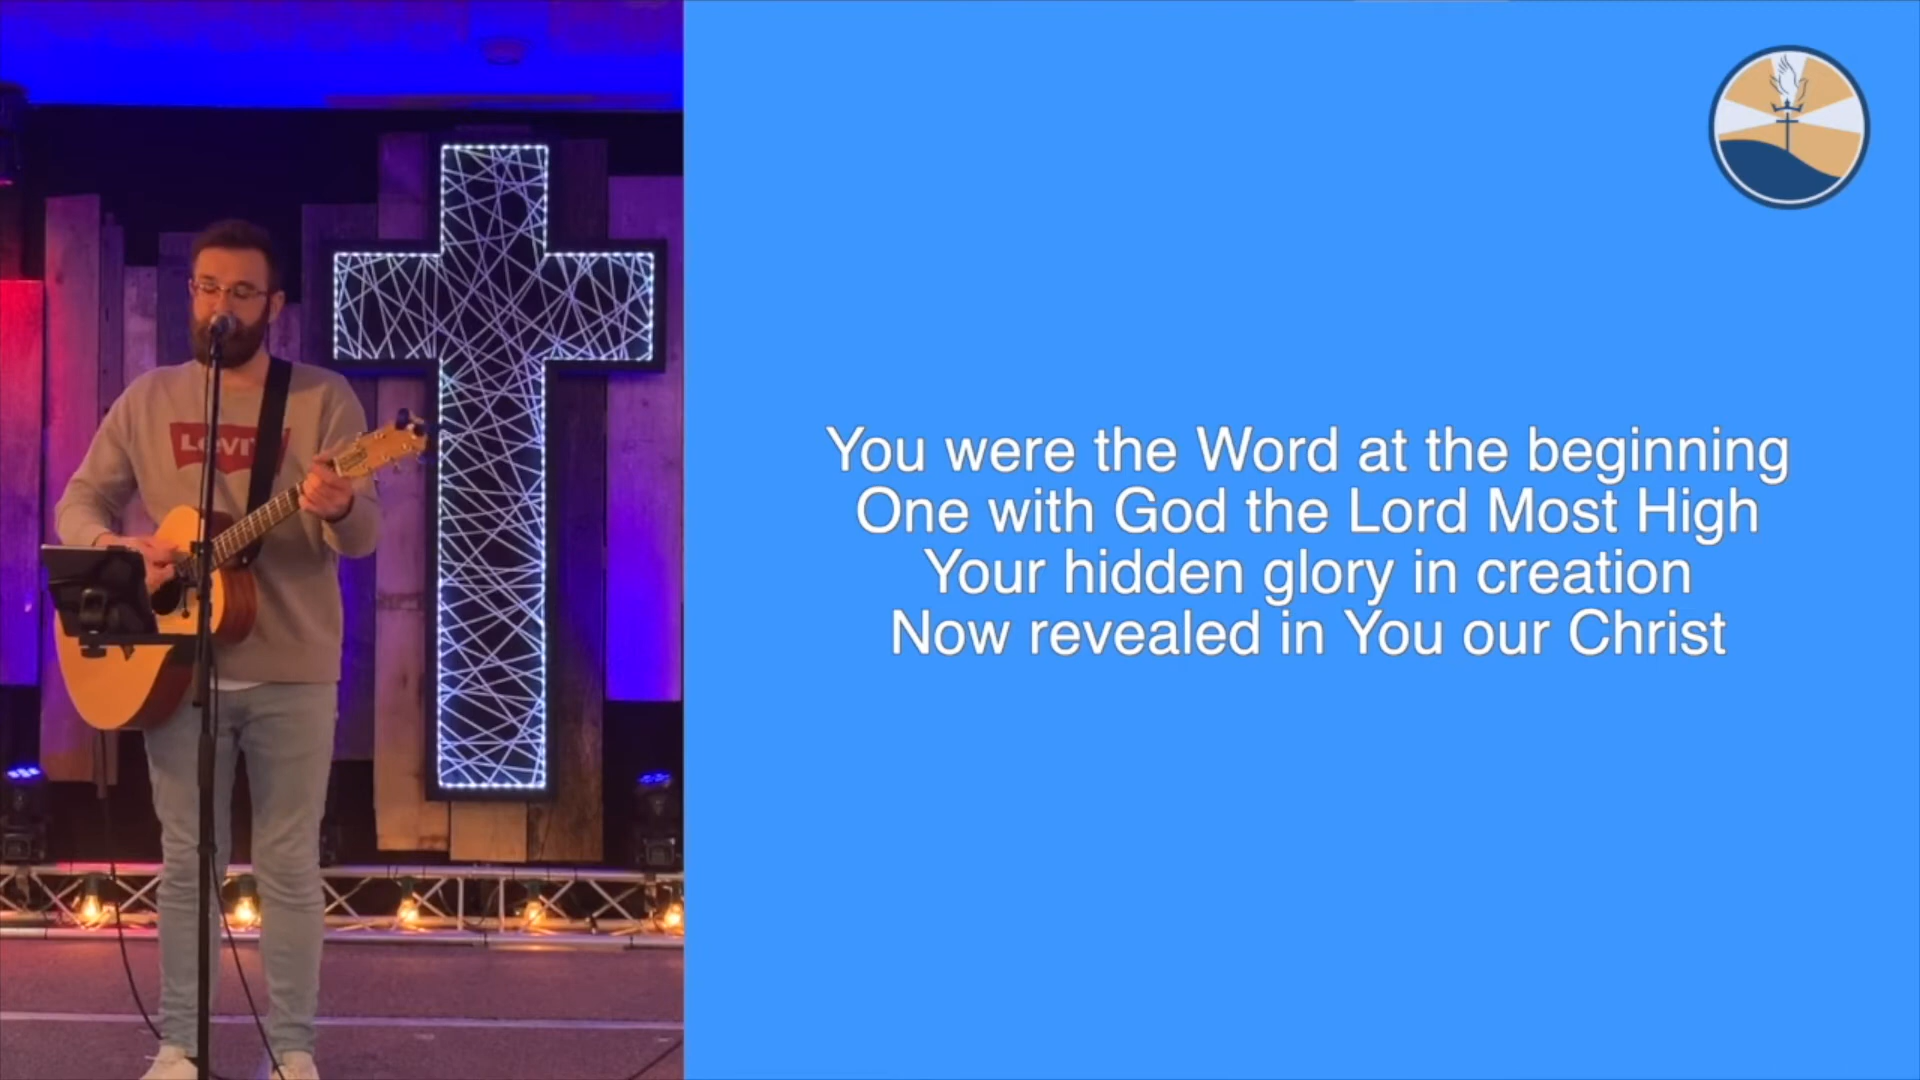 Levi's
You were the Word at the beginning
One with God the Lord Most High
Your hidden glory in creation
Now revealed in You our Christ